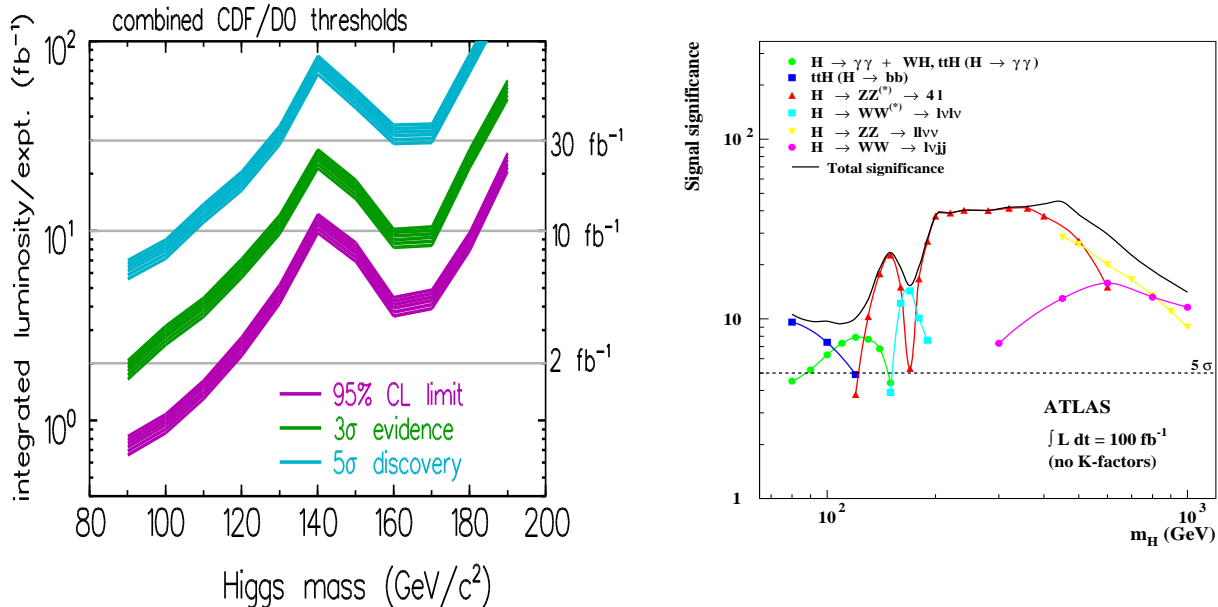 combined CDF/D0 thresholds
integrated luminosity/expt. (fb⁻¹)
10²
10¹
10⁰
30 fb⁻¹
10 fb⁻¹
2 fb⁻¹
95% CL limit
3σ evidence
5σ discovery
80 100 120 140 160 180 200
Higgs mass (GeV/c²)
Signal significance
H → γγ + WH, ttH (H → γγ)
ttH (H → bb)
H → ZZ(*) → 4 l
H → WW(*) → lνlν
H → ZZ → llνν
H → WW → lνjj
Total significance
10²
10
1
5 σ
ATLAS
∫ L dt = 100 fb⁻¹
(no K-factors)
10² 10³
m_H (GeV)